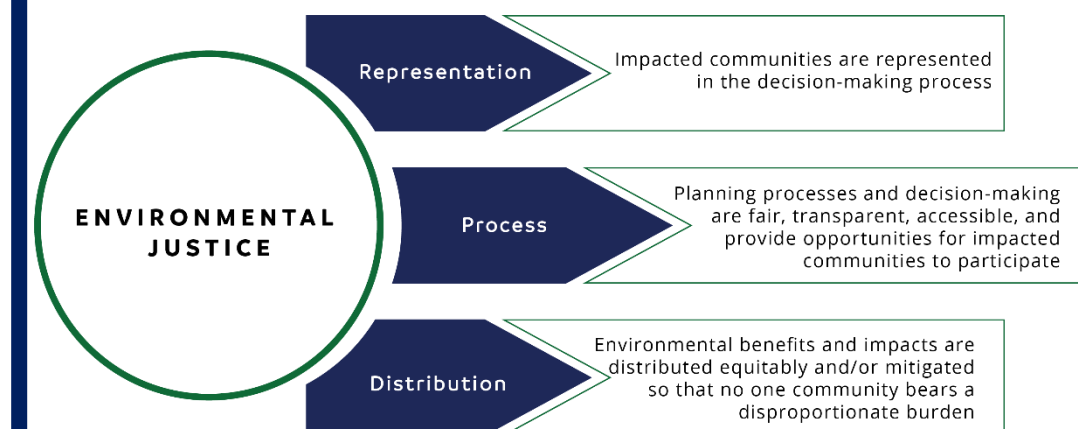 ENVIRONMENTAL
JUSTICE
Representation
Impacted communities are represented
in the decision-making process
Process
Planning processes and decision-making
are fair, transparent, accessible, and
provide opportunities for impacted
communities to participate
Distribution
Environmental benefits and impacts are
distributed equitably and/or mitigated
so that no one community bears a
disproportionate burden